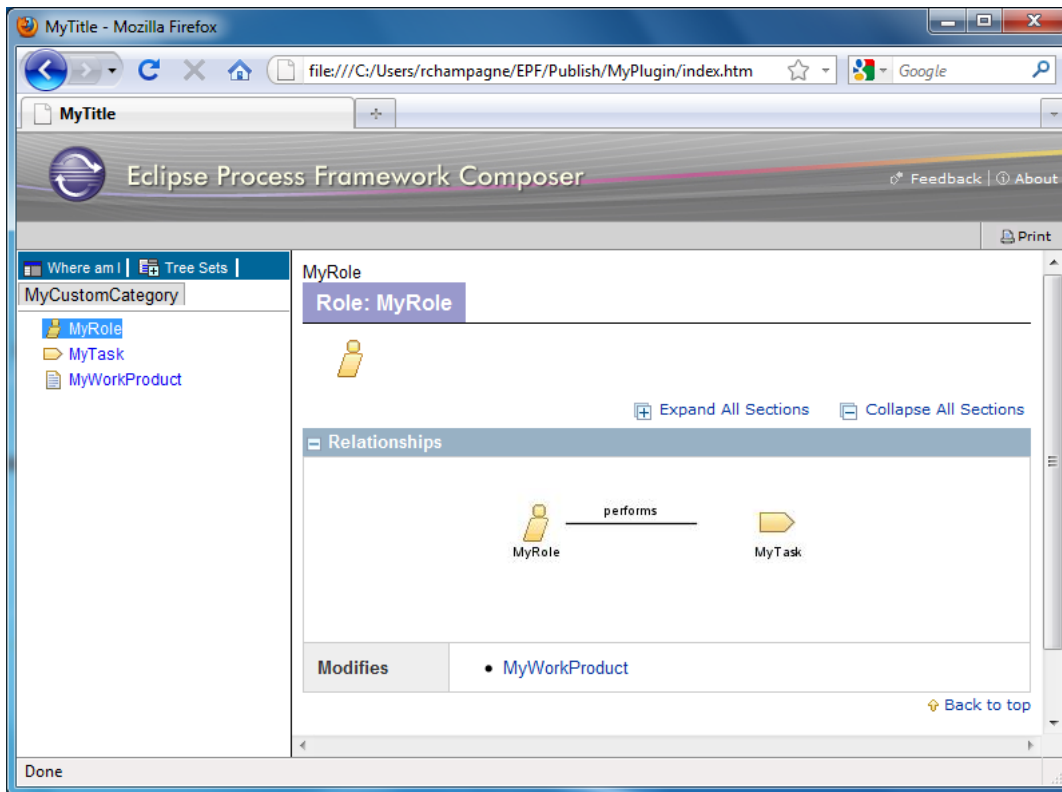 MyTitle - Mozilla Firefox
file:///C:/Users/rchampagne/EPF/Publish/MyPlugin/index.htm
Google
MyTitle
Eclipse Process Framework Composer
Feedback | About
Print
Where am I | Tree Sets |
MyCustomCategory
MyRole
MyTask
MyWorkProduct
MyRole
Role: MyRole
Expand All Sections Collapse All Sections
Relationships
performs
MyRole MyTask
Modifies • MyWorkProduct
Back to top
Done